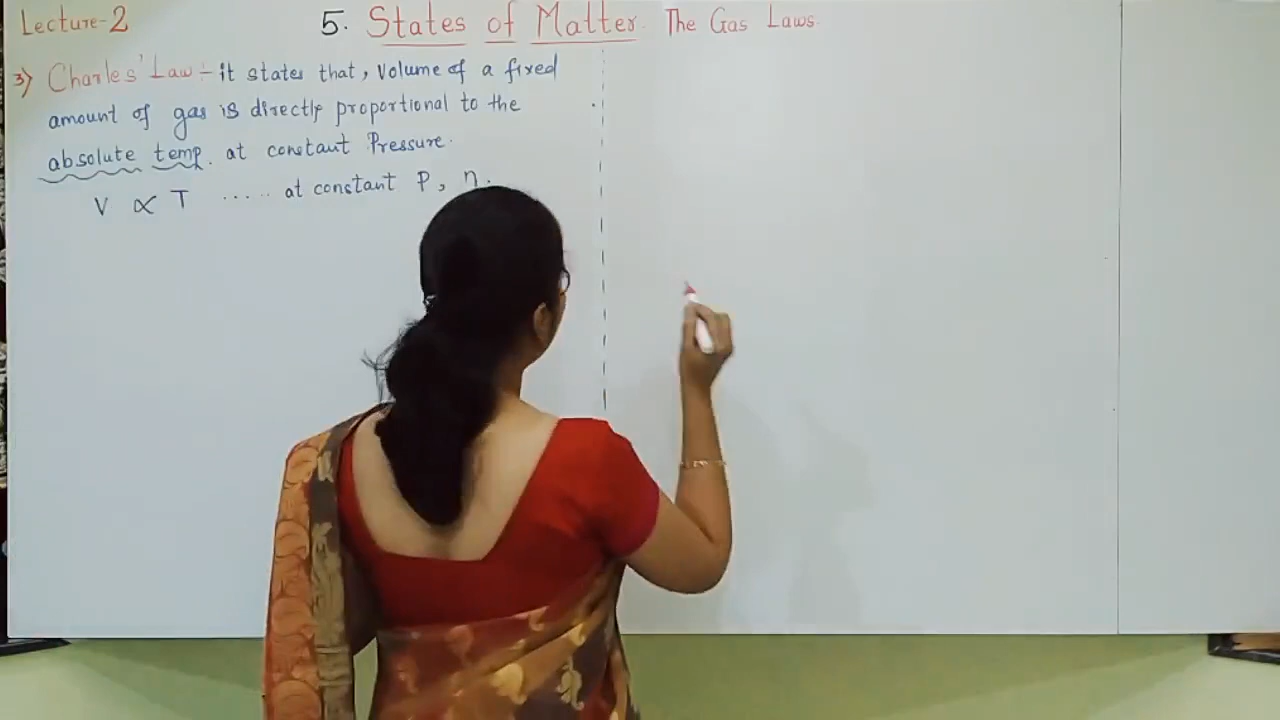 Lecture-2
5. States of Matter. The Gas Laws.
3) Charles' Law :- it states that, Volume of a fixed
amount of gas is directly proportional to the
absolute temp. at constant Pressure.
V ∝ T ..... at constant P, n.